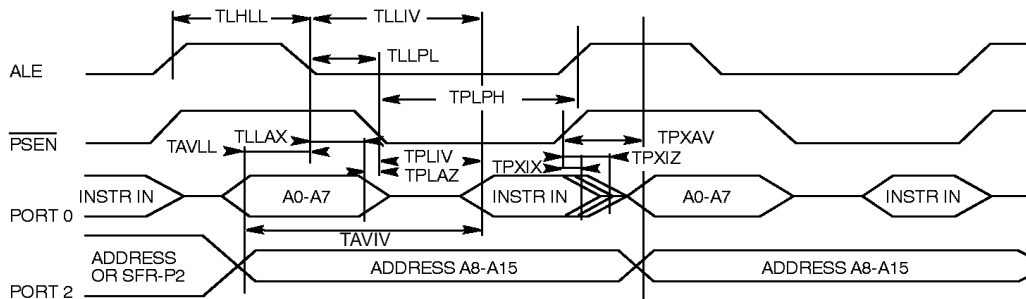 TLHLL TLLIV
TLLPL
ALE
TPLPH
PSEN
TLLAX TPXAV
TAVLL
TPLIV TPXIZ
TPLAZ TPXIX
INSTR IN A0-A7 INSTR IN A0-A7 INSTR IN
PORT 0
TAVIV
ADDRESS
OR SFR-P2
ADDRESS A8-A15 ADDRESS A8-A15
PORT 2